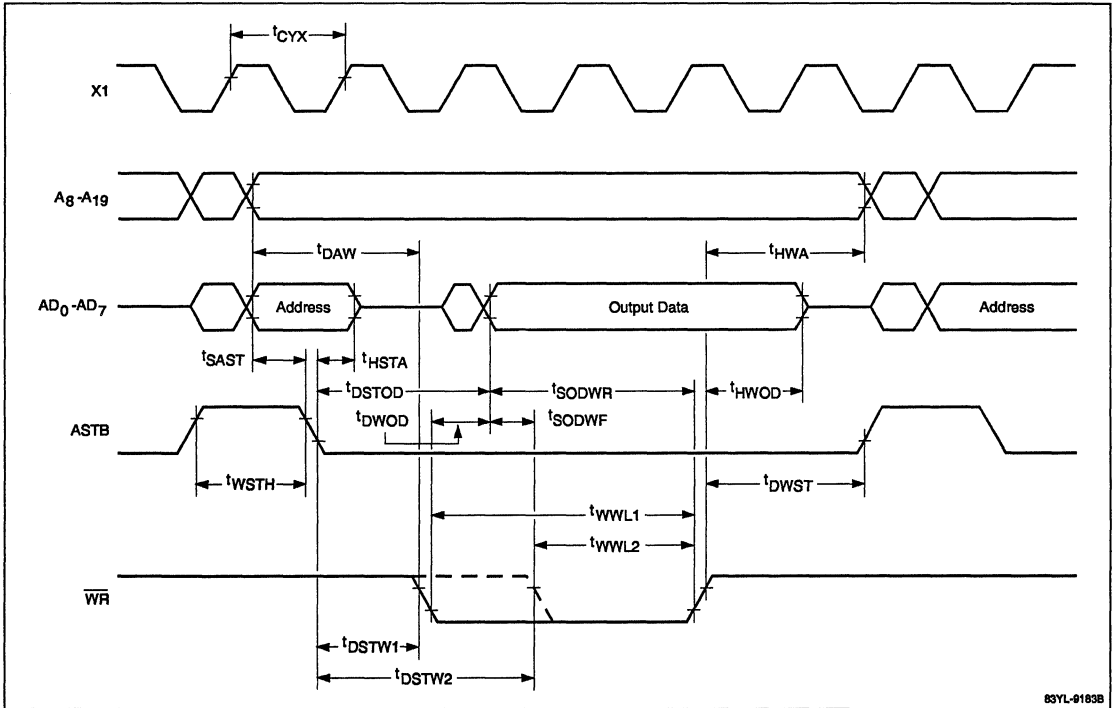 tCYX
X1
A8-A19
tDAW
tHWA
AD0-AD7
Address
Output Data
Address
tSAST
tHSTA
tDSTOD
tSODWR
tHWOD
tDWOD
tSODWF
ASTB
tWSTH
tDWST
tWWL1
tWWL2
WR
tDSTW1
tDSTW2
83YL-9183B